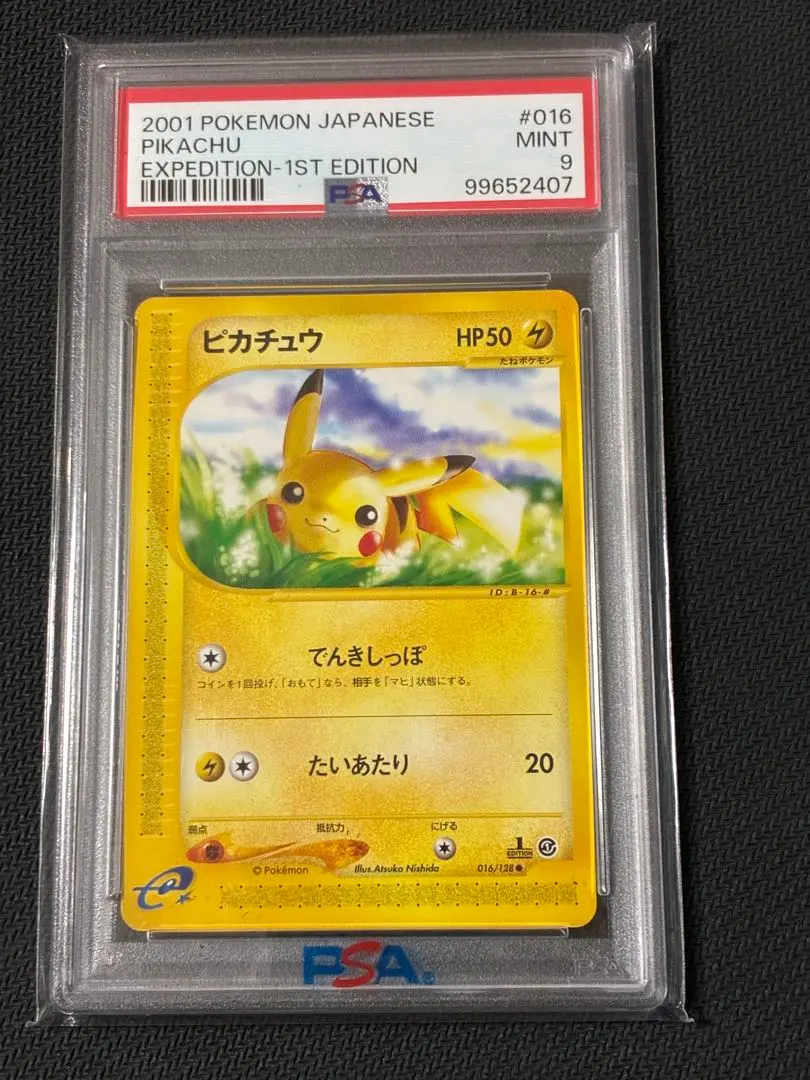 2001 POKEMON JAPANESE #016
PIKACHU MINT
EXPEDITION-1ST EDITION 9
PSA 99652407
ピカチュウ HP50
たねポケモン
ID:B-16-#
でんきしっぽ
コインを1回投げ、「おもて」なら、相手を「マヒ」状態にする。
たいあたり 20
弱点 抵抗力 にげる
1
EDITION
©Pokémon Illus.Atsuko Nishida 016/128
e
PSA®